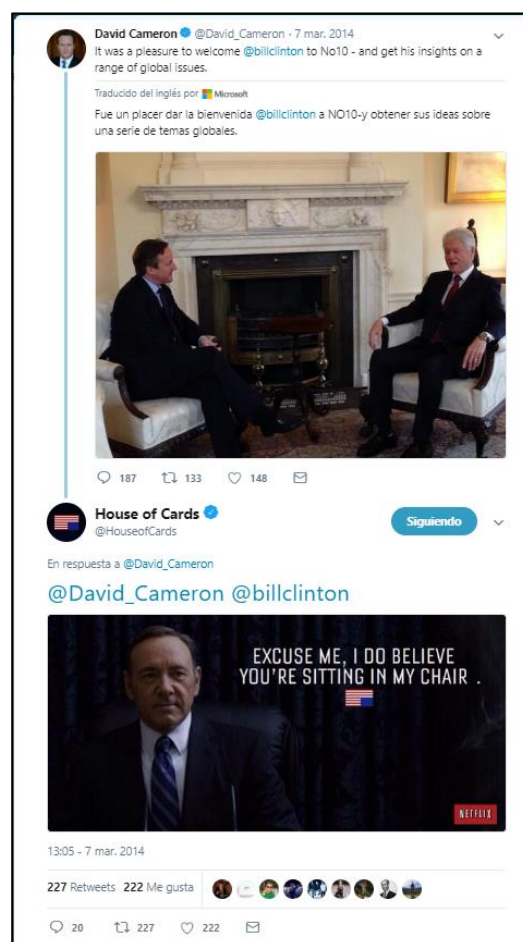 David Cameron @David_Cameron · 7 mar. 2014
It was a pleasure to welcome @billclinton to No10 - and get his insights on a
range of global issues.
Traducido del inglés por Microsoft
Fue un placer dar la bienvenida @billclinton a NO10-y obtener sus ideas sobre
una serie de temas globales.
187 133 148
House of Cards
@HouseofCards
Siguiendo
En respuesta a @David_Cameron
@David_Cameron @billclinton
EXCUSE ME, I DO BELIEVE
YOU'RE SITTING IN MY CHAIR .
NETFLIX
13:05 - 7 mar. 2014
227 Retweets 222 Me gusta
20 227 222